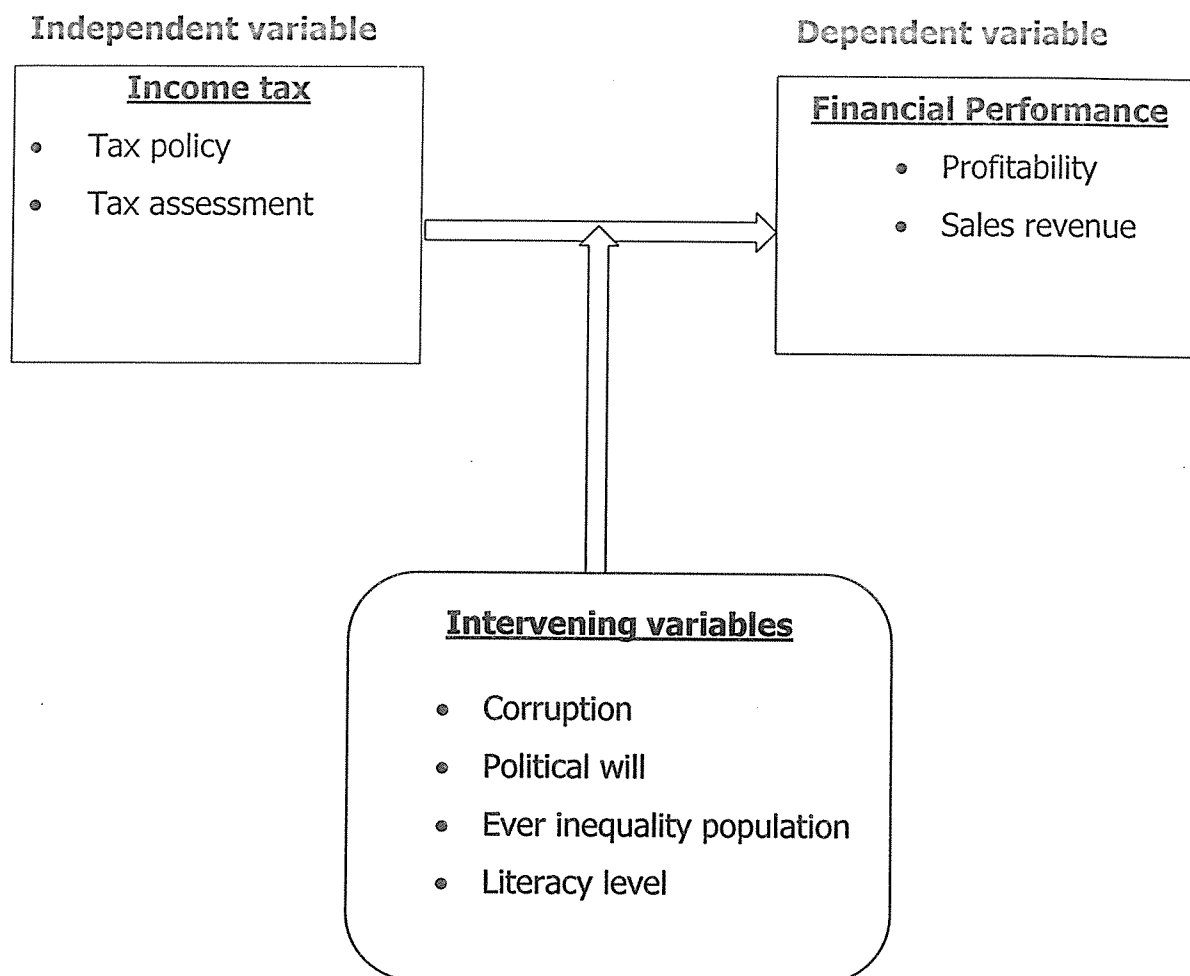 Independent variable
Dependent variable
Income tax
• Tax policy
• Tax assessment
Financial Performance
• Profitability
• Sales revenue
Intervening variables
• Corruption
• Political will
• Ever inequality population
• Literacy level